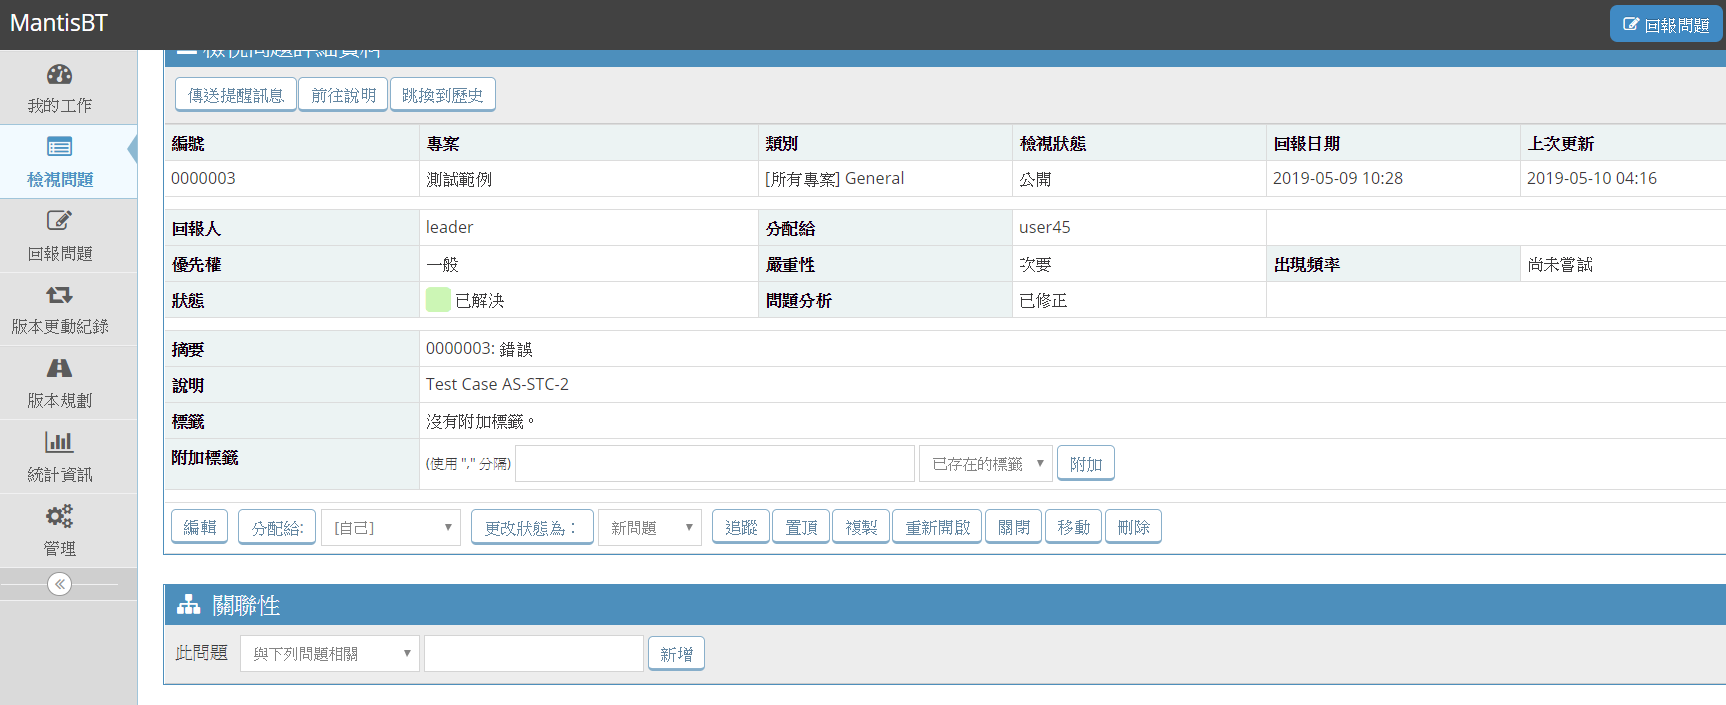 MantisBT
回報問題
檢視問題詳細資料
我的工作
檢視問題
回報問題
版本更動紀錄
版本規劃
統計資訊
管理
傳送提醒訊息 前往說明 跳換到歷史
編號 專案 類別 檢視狀態 回報日期 上次更新
0000003 測試範例 [所有專案] General 公開 2019-05-09 10:28 2019-05-10 04:16
回報人 leader 分配給 user45
優先權 一般 嚴重性 次要 出現頻率 尚未嘗試
狀態 已解決 問題分析 已修正
摘要 0000003: 錯誤
說明 Test Case AS-STC-2
標籤 沒有附加標籤。
附加標籤 (使用 "," 分隔) 已存在的標籤 附加
編輯 分配給: [自己] 更改狀態為： 新問題 追蹤 置頂 複製 重新開啟 關閉 移動 刪除
關聯性
此問題 與下列問題相關 新增